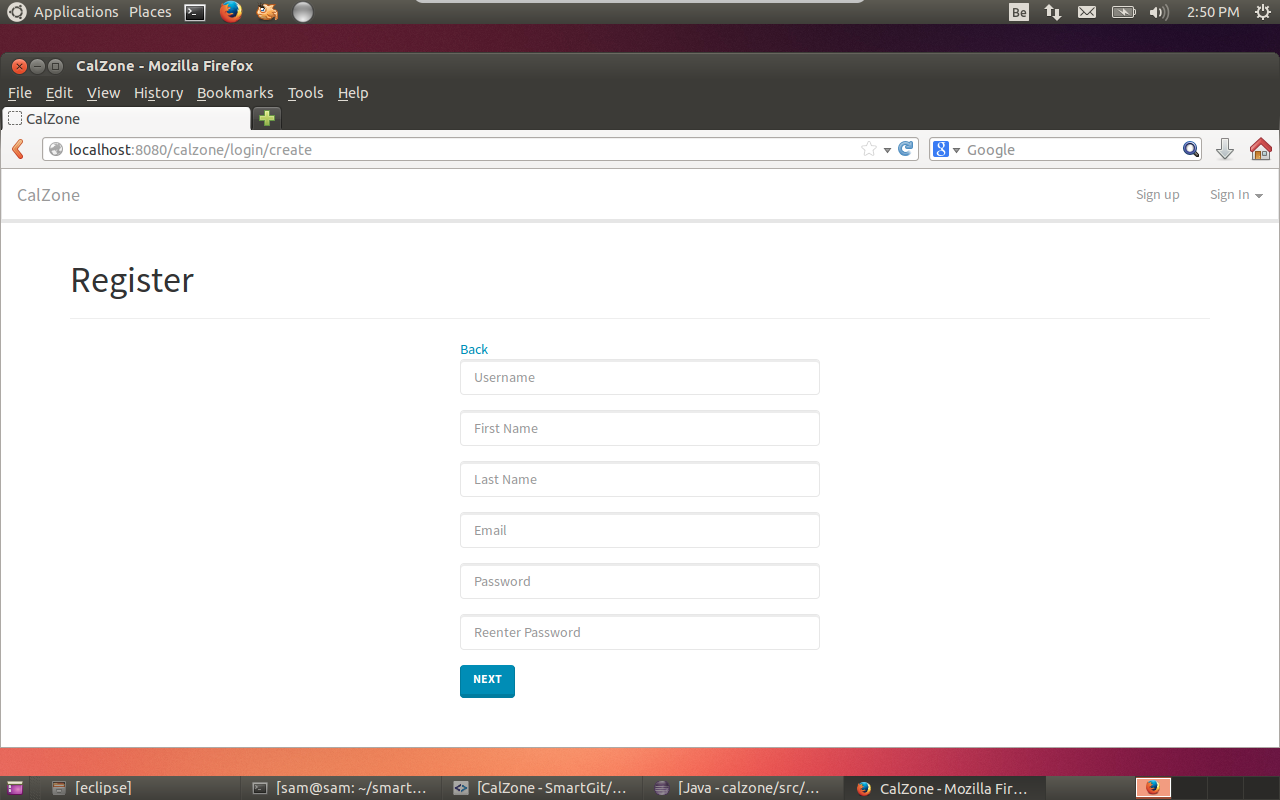 Applications Places Be 2:50 PM
CalZone - Mozilla Firefox
File Edit View History Bookmarks Tools Help
CalZone
localhost:8080/calzone/login/create Google
CalZone Sign up Sign In
Register
Back
Username
First Name
Last Name
Email
Password
Reenter Password
NEXT
[eclipse] [sam@sam: ~/smart... [CalZone - SmartGit/... [Java - calzone/src/... CalZone - Mozilla Fir...